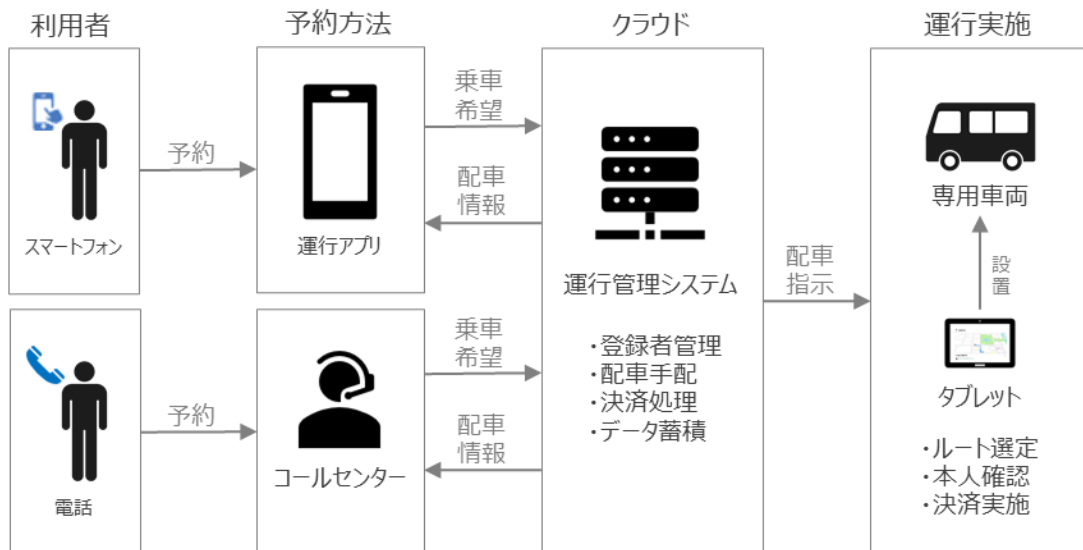 利用者
予約方法
クラウド
運行実施
スマートフォン
予約
運行アプリ
乗車
希望
配車
情報
電話
予約
コールセンター
乗車
希望
配車
情報
運行管理システム
・登録者管理
・配車手配
・決済処理
・データ蓄積
配車
指示
専用車両
設
置
タブレット
・ルート選定
・本人確認
・決済実施